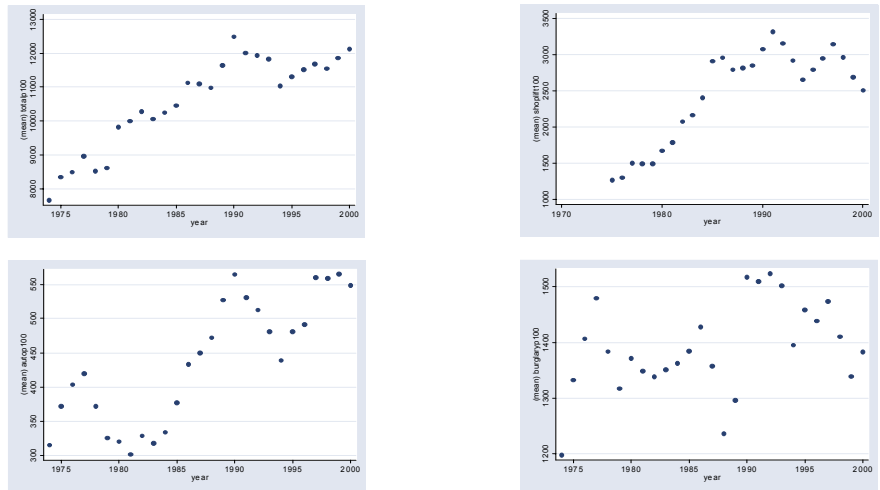 (mean) totalp100
8000 9000 10000 11000 12000 13000
1975 1980 1985 1990 1995 2000
year
(mean) shoplift100
1000 1500 2000 2500 3000 3500
1970 1980 1990 2000
year
(mean) autop100
300 350 400 450 500 550
1975 1980 1985 1990 1995 2000
year
(mean) burglaryp100
1200 1300 1400 1500
1975 1980 1985 1990 1995 2000
year